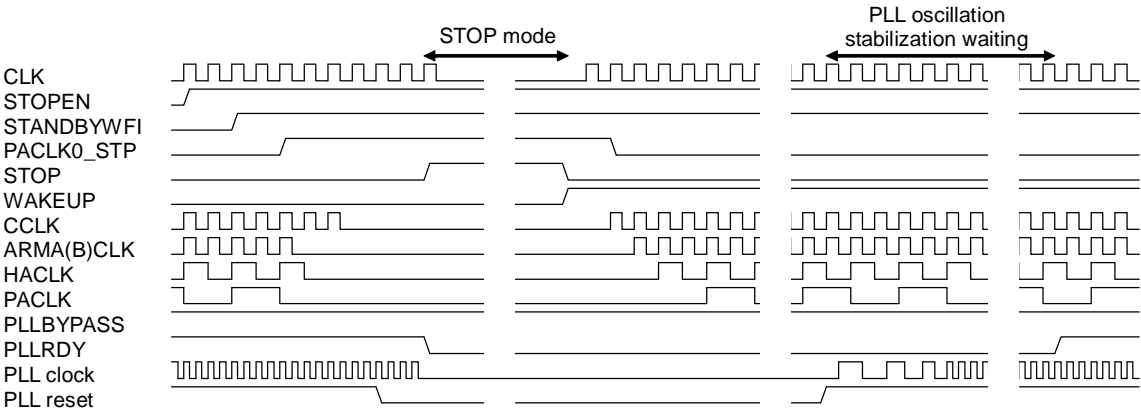 PLL oscillation
STOP mode
stabilization waiting
CLK
STOPEN
STANDBYWFI
PACLK0_STP
STOP
WAKEUP
CCLK
ARMA(B)CLK
HACLK
PACLK
PLLBYPASS
PLLRDY
PLL clock
PLL reset